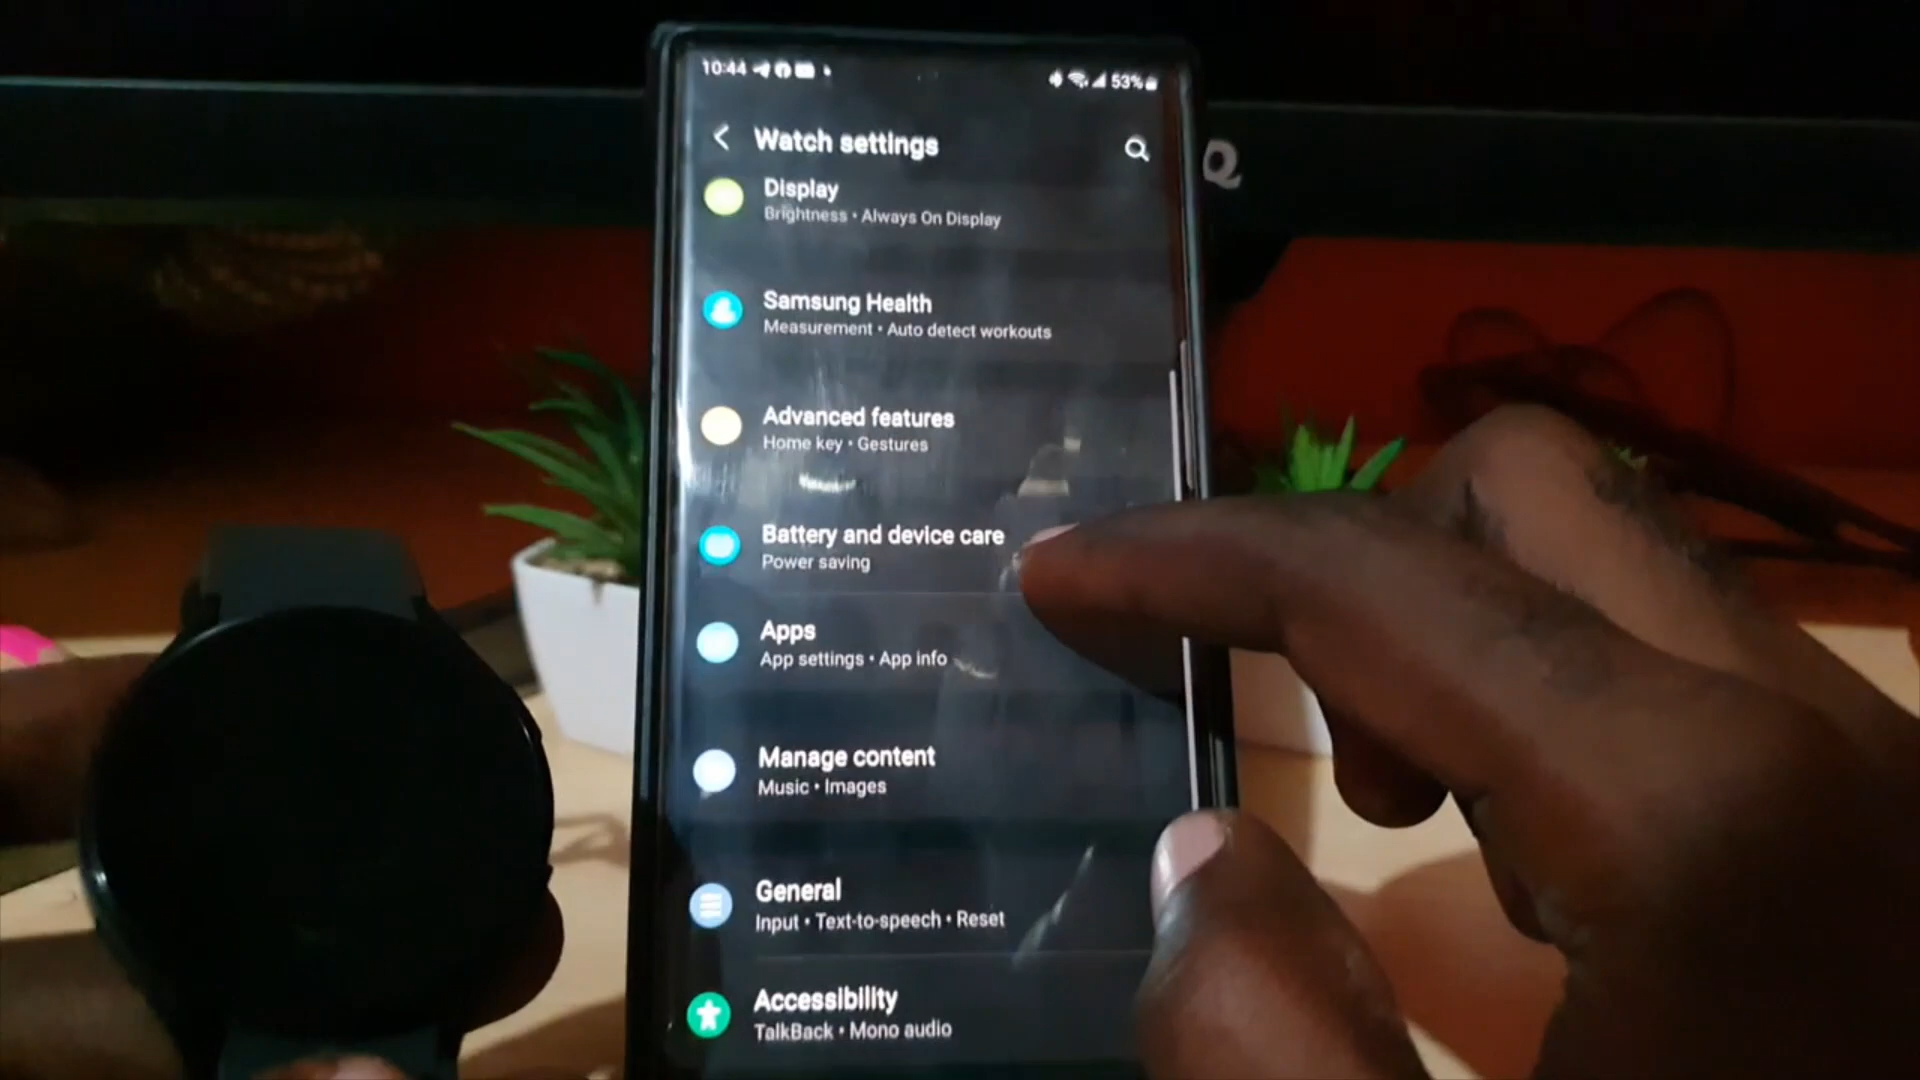 10:44
53%
Watch settings
Display
Brightness • Always On Display
Samsung Health
Measurement • Auto detect workouts
Advanced features
Home key • Gestures
Battery and device care
Power saving
Apps
App settings • App info
Manage content
Music • Images
General
Input • Text-to-speech • Reset
Accessibility
TalkBack • Mono audio
Q